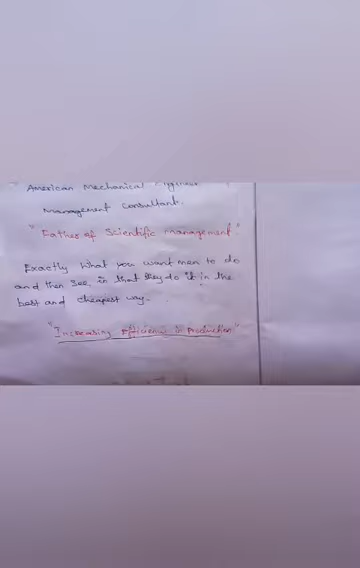 American Mechanical Engineer
Management Consultant.
"Father of Scientific Management"
Exactly what you want men to do
and then see in that they do it in the
best and cheapest way.
"Increasing Efficiency in Production"